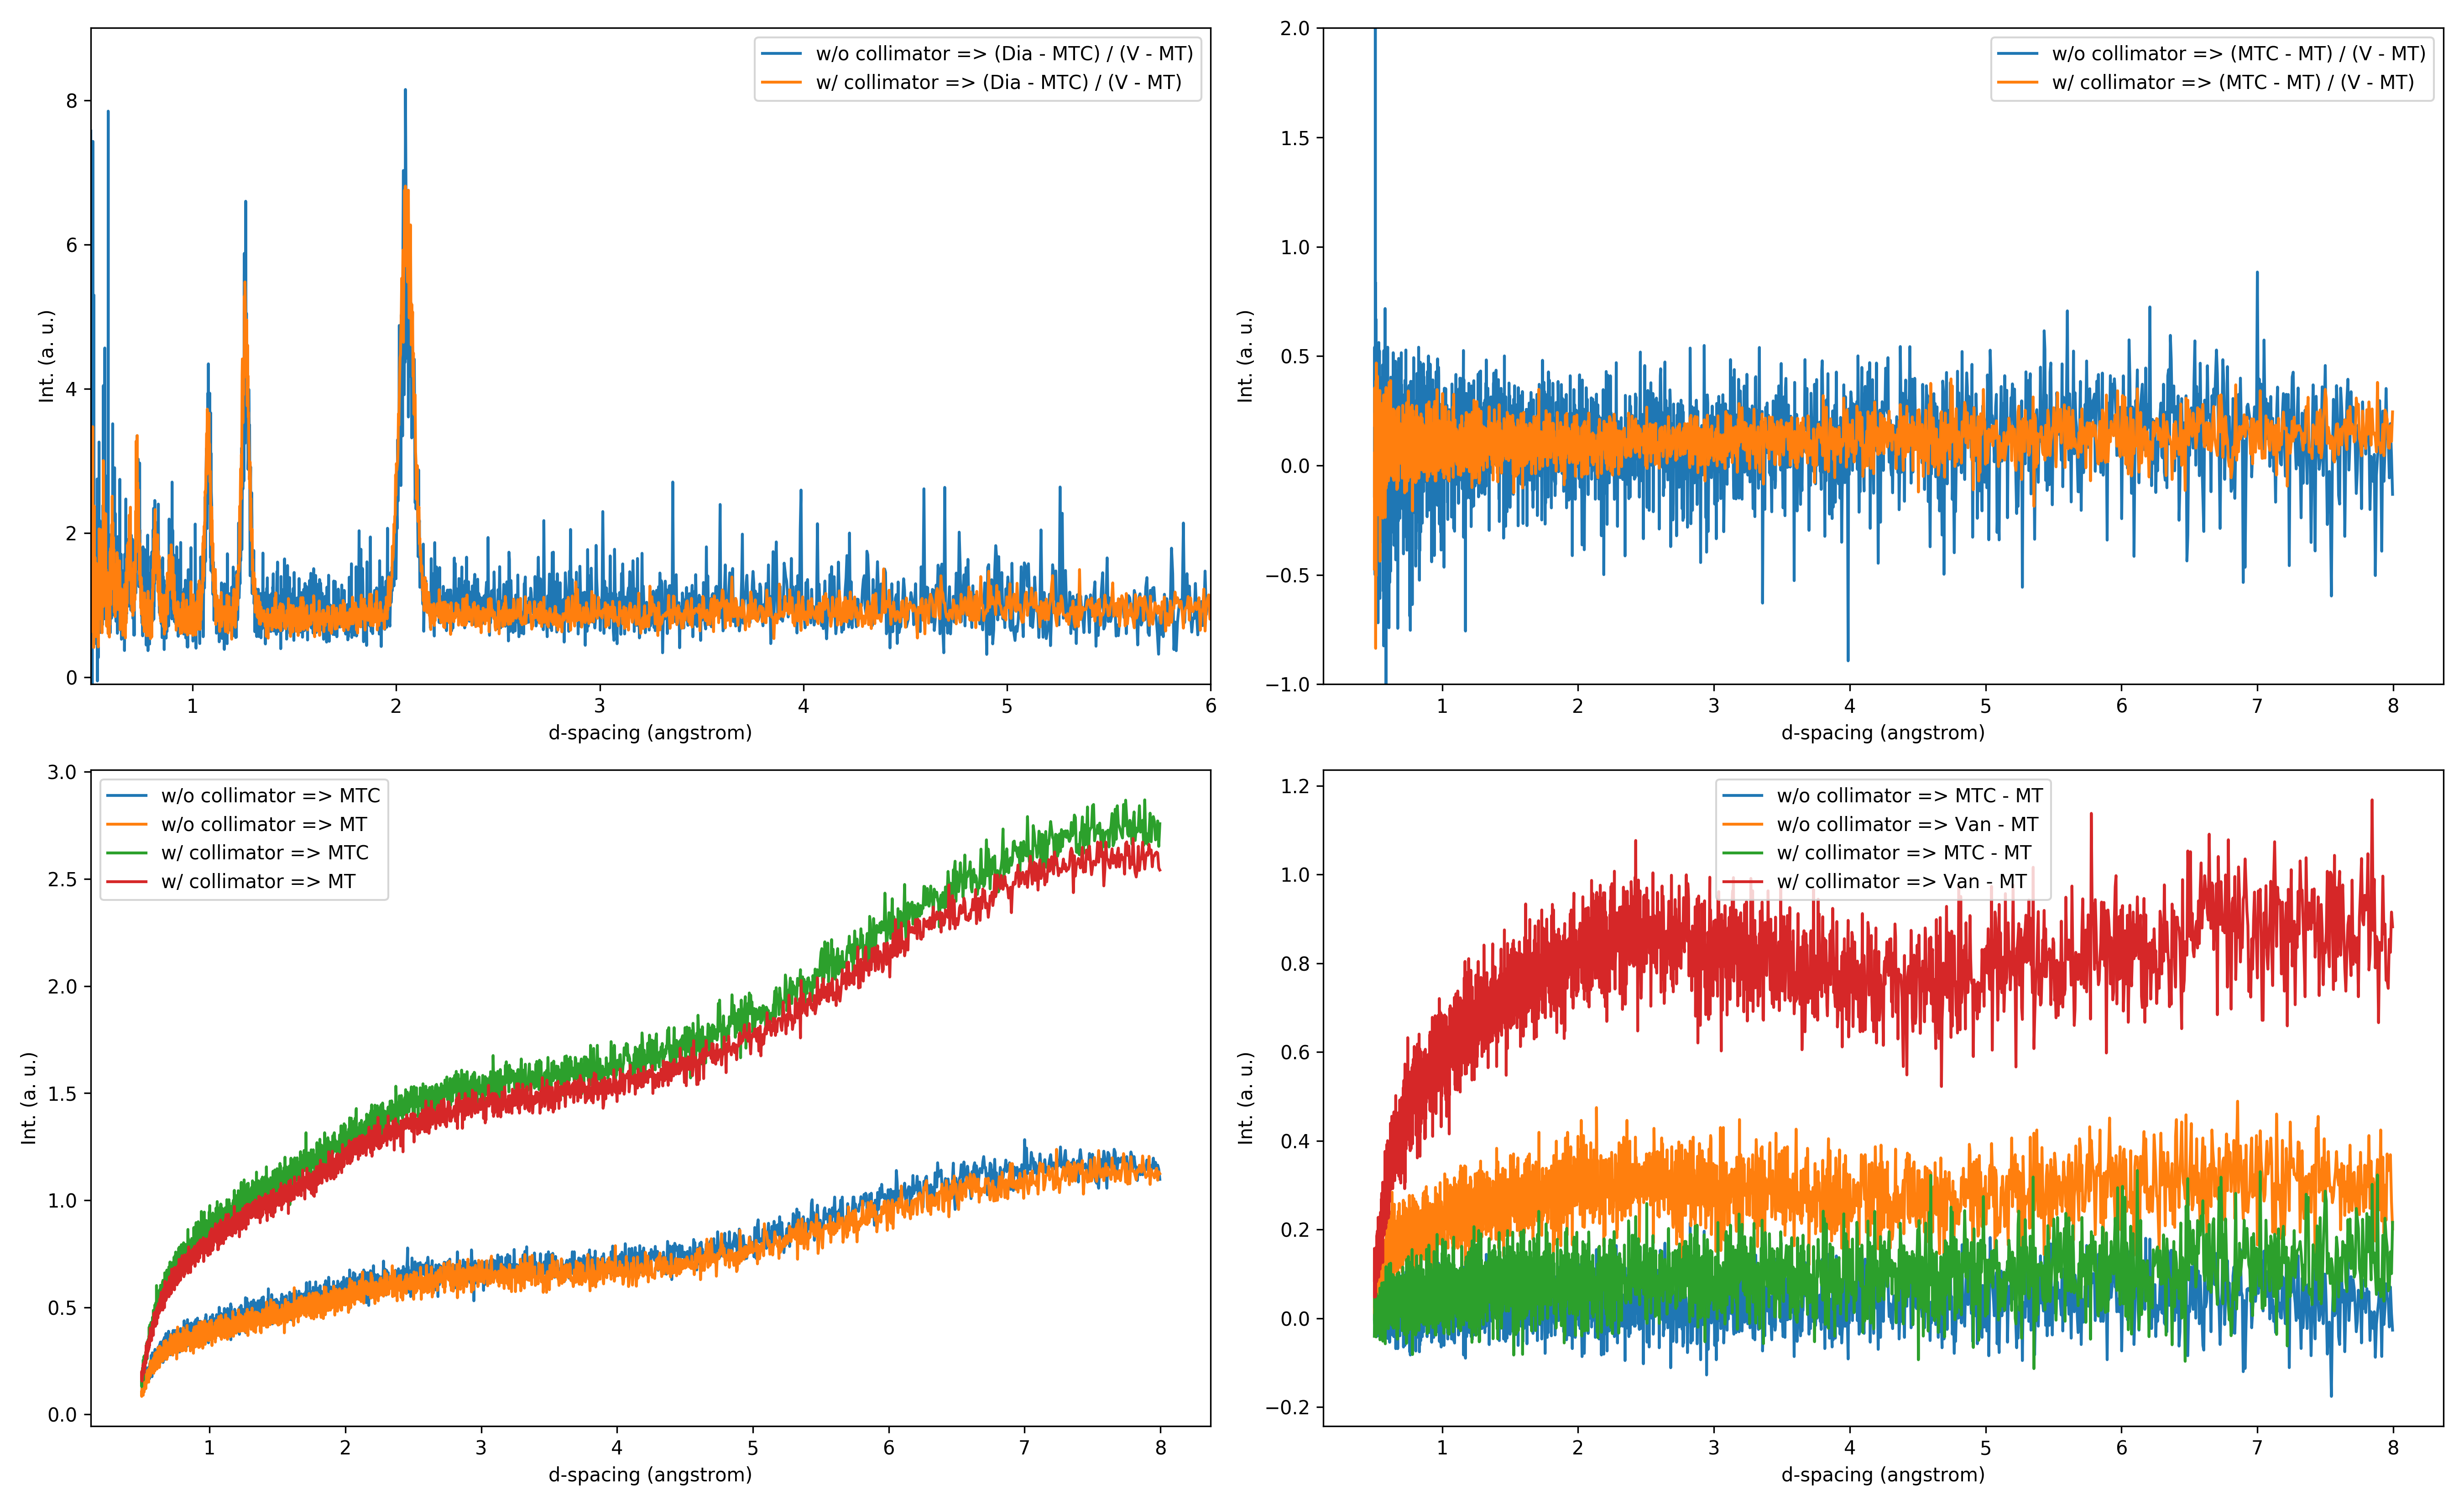 w/o collimator => (Dia - MTC) / (V - MT)
w/ collimator => (Dia - MTC) / (V - MT)
8
6
4
2
0
Int. (a. u.)
1 2 3 4 5 6
d-spacing (angstrom)
w/o collimator => (MTC - MT) / (V - MT)
w/ collimator => (MTC - MT) / (V - MT)
2.0
1.5
1.0
0.5
0.0
−0.5
−1.0
Int. (a. u.)
1 2 3 4 5 6 7 8
d-spacing (angstrom)
w/o collimator => MTC
w/o collimator => MT
w/ collimator => MTC
w/ collimator => MT
3.0
2.5
2.0
1.5
1.0
0.5
0.0
Int. (a. u.)
1 2 3 4 5 6 7 8
d-spacing (angstrom)
w/o collimator => MTC - MT
w/o collimator => Van - MT
w/ collimator => MTC - MT
w/ collimator => Van - MT
1.2
1.0
0.8
0.6
0.4
0.2
0.0
−0.2
Int. (a. u.)
1 2 3 4 5 6 7 8
d-spacing (angstrom)